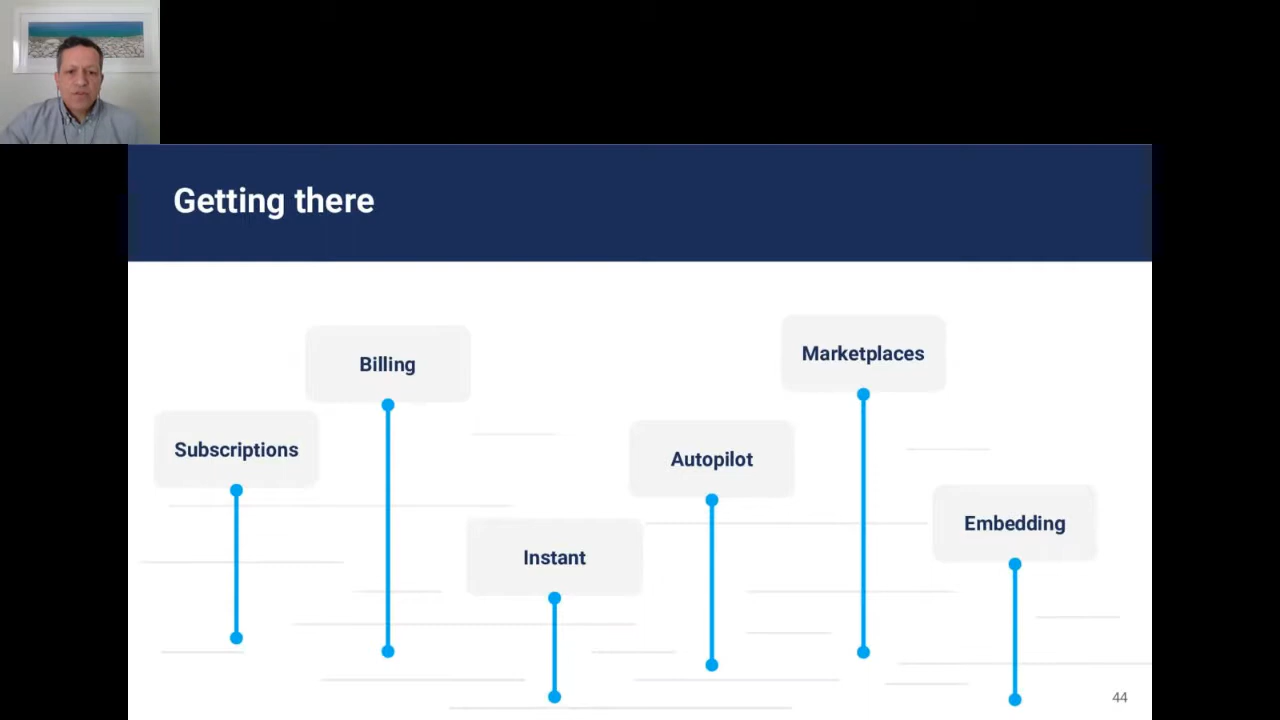 Getting there
Subscriptions
Billing
Instant
Autopilot
Marketplaces
Embedding
44